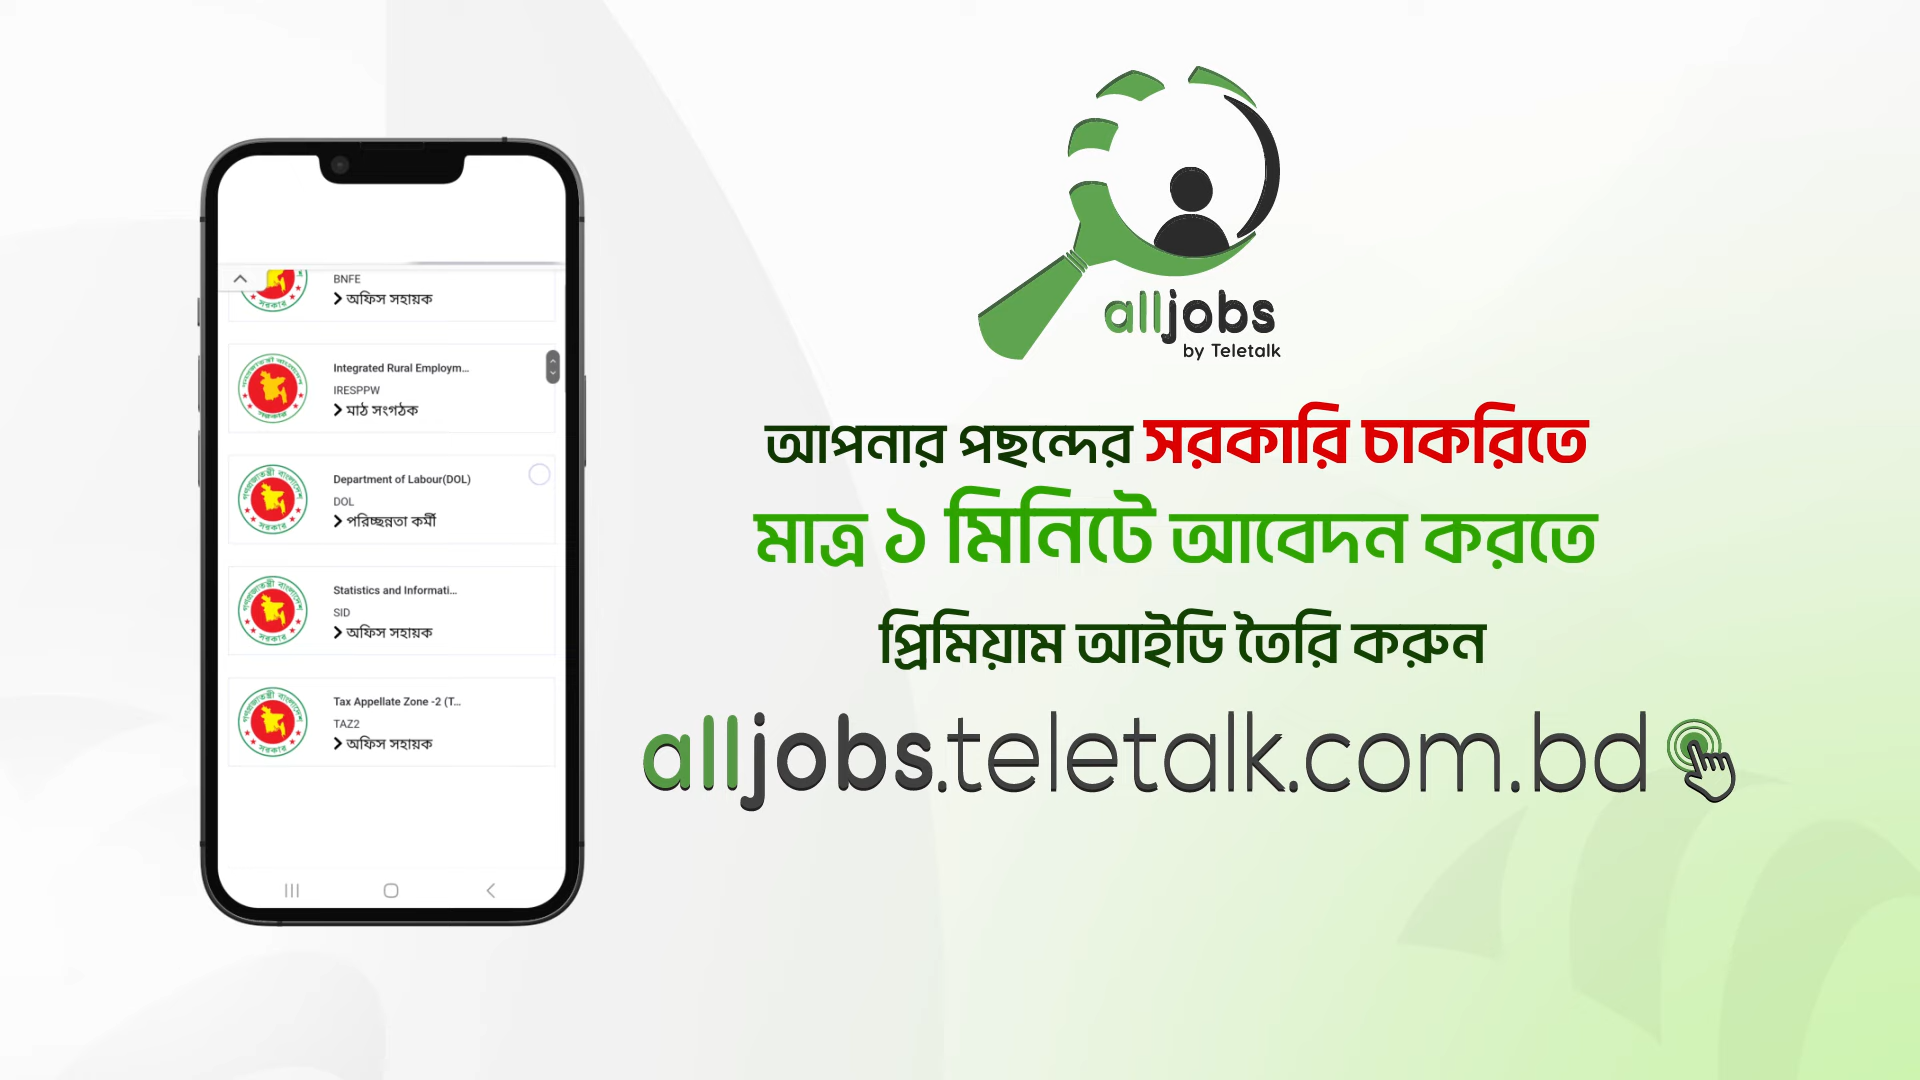 BNFE
অফিস সহায়ক
Integrated Rural Employm...
IRESPPW
মাঠ সংগঠক
Department of Labour(DOL)
DOL
পরিচ্ছন্নতা কর্মী
Statistics and Informati...
SID
অফিস সহায়ক
Tax Appellate Zone -2 (T...
TAZ2
অফিস সহায়ক
alljobs
by Teletalk
আপনার পছন্দের সরকারি চাকরিতে
মাত্র ১ মিনিটে আবেদন করতে
প্রিমিয়াম আইডি তৈরি করুন
alljobs.teletalk.com.bd